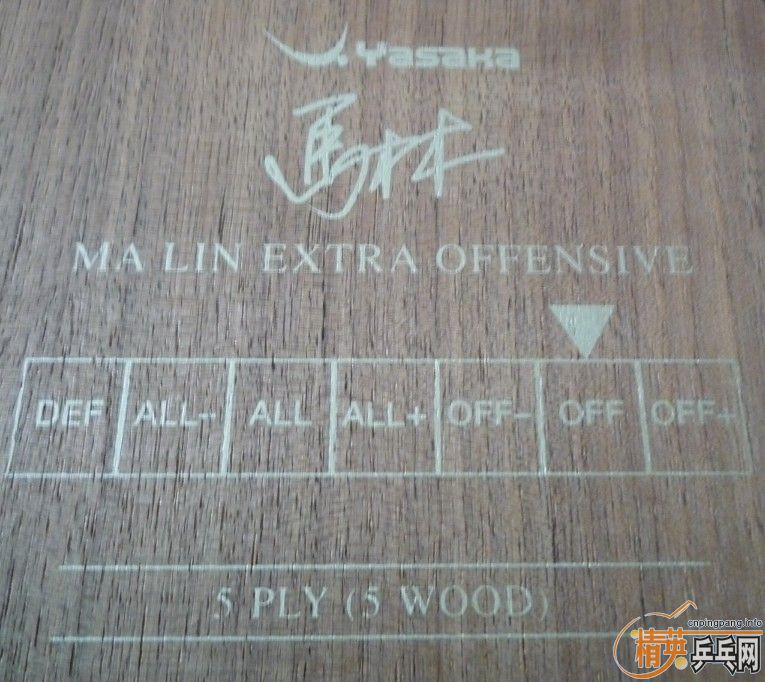 Yasaka
馬林
MA LIN EXTRA OFFENSIVE
DEF ALL- ALL ALL+ OFF- OFF OFF+
5 PLY (5 WOOD)
cnpingpang.info
精英乒乓网